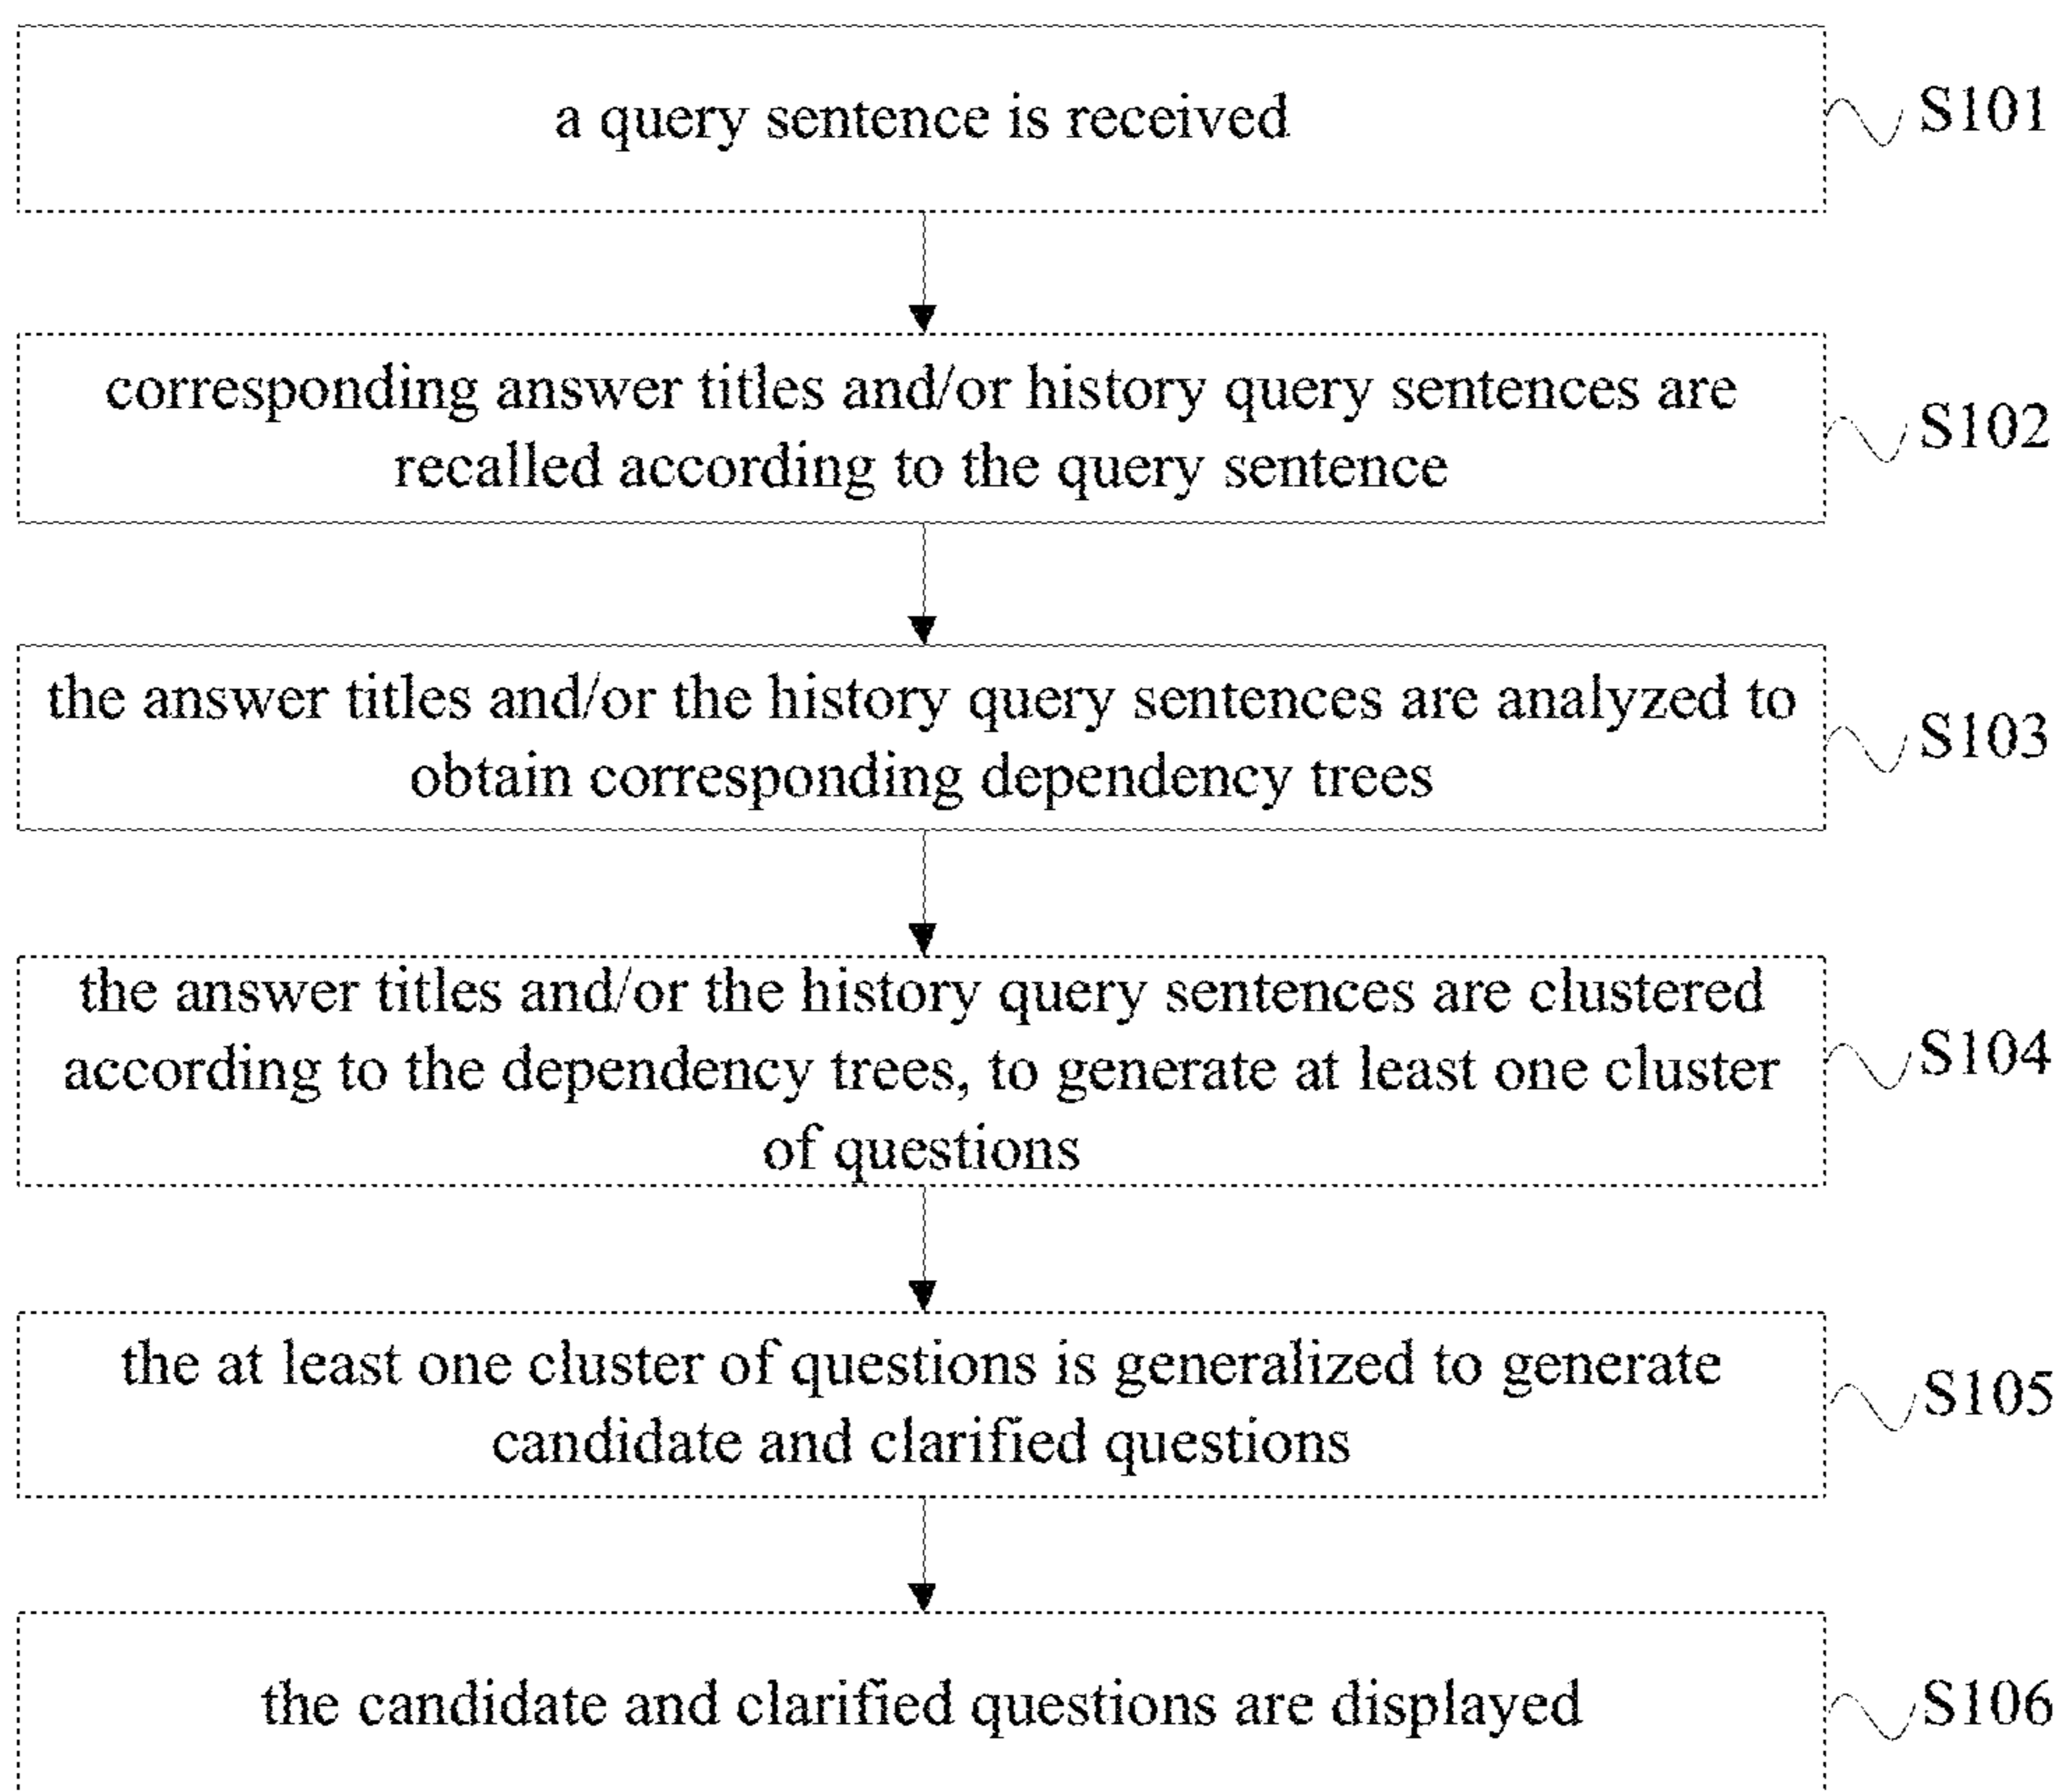 a query sentence is received
S101
corresponding answer titles and/or history query sentences are
recalled according to the query sentence
S102
the answer titles and/or the history query sentences are analyzed to
obtain corresponding dependency trees
S103
the answer titles and/or the history query sentences are clustered
according to the dependency trees, to generate at least one cluster
of questions
S104
the at least one cluster of questions is generalized to generate
candidate and clarified questions
S105
the candidate and clarified questions are displayed
S106